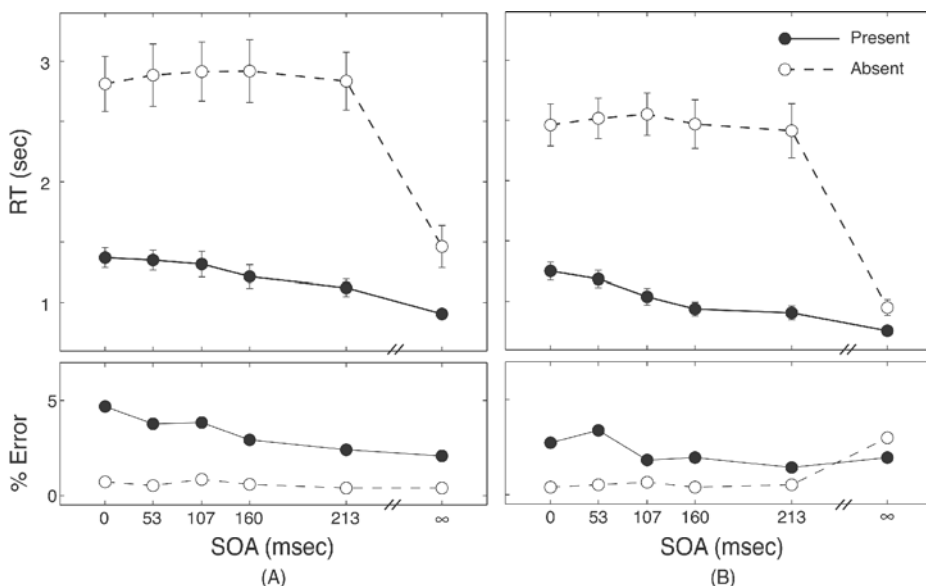 Present
Absent
3
2
1
RT (sec)
5
0
% Error
0 53 107 160 213 ∞
0 53 107 160 213 ∞
SOA (msec)
SOA (msec)
(A)
(B)